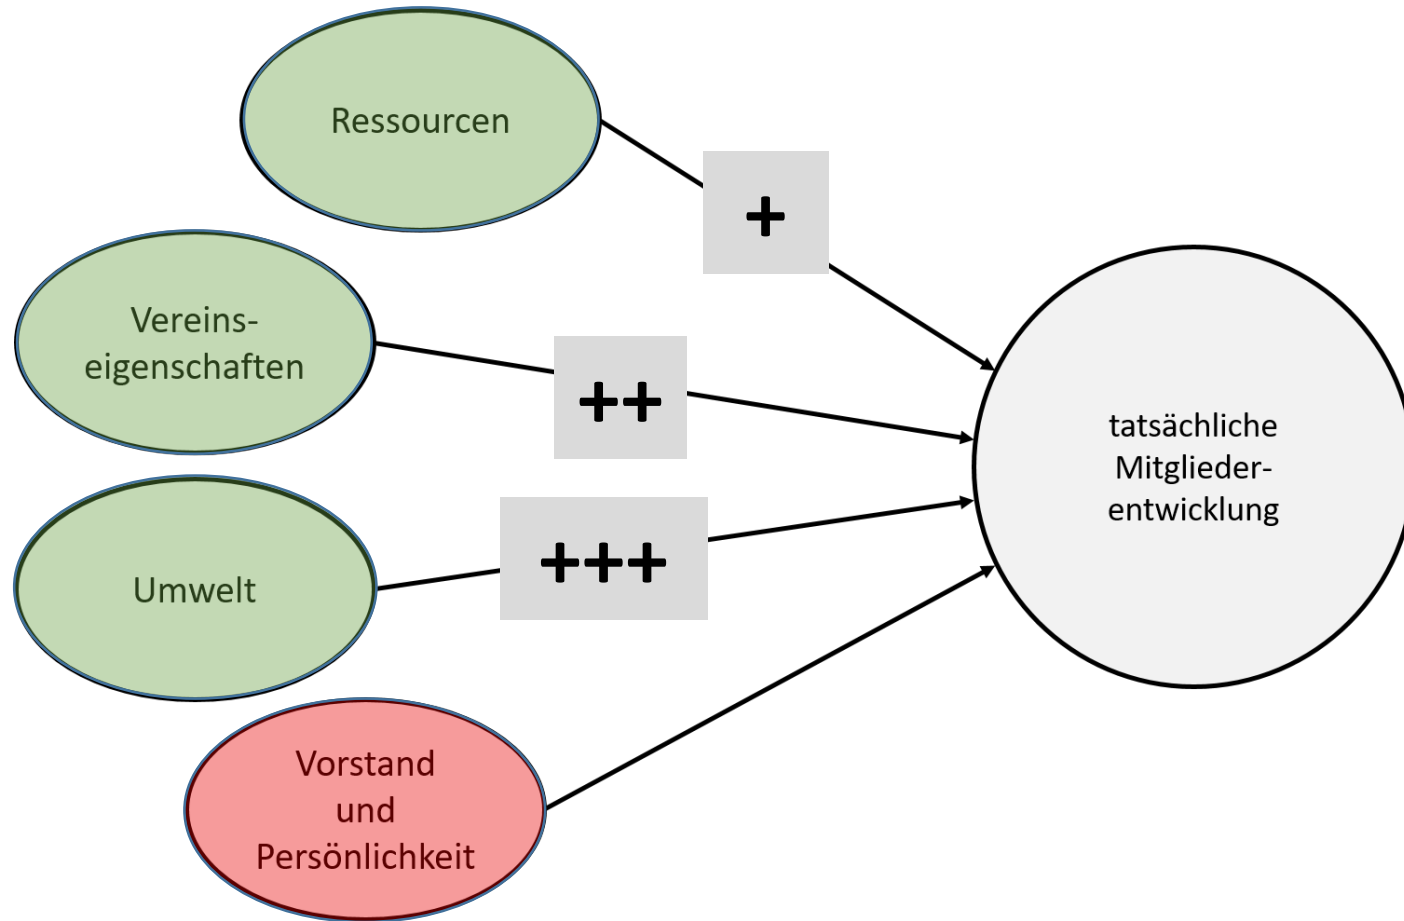 Ressourcen
+
Vereins-
eigenschaften
++
Umwelt
+++
Vorstand
und
Persönlichkeit
tatsächliche
Mitglieder-
entwicklung